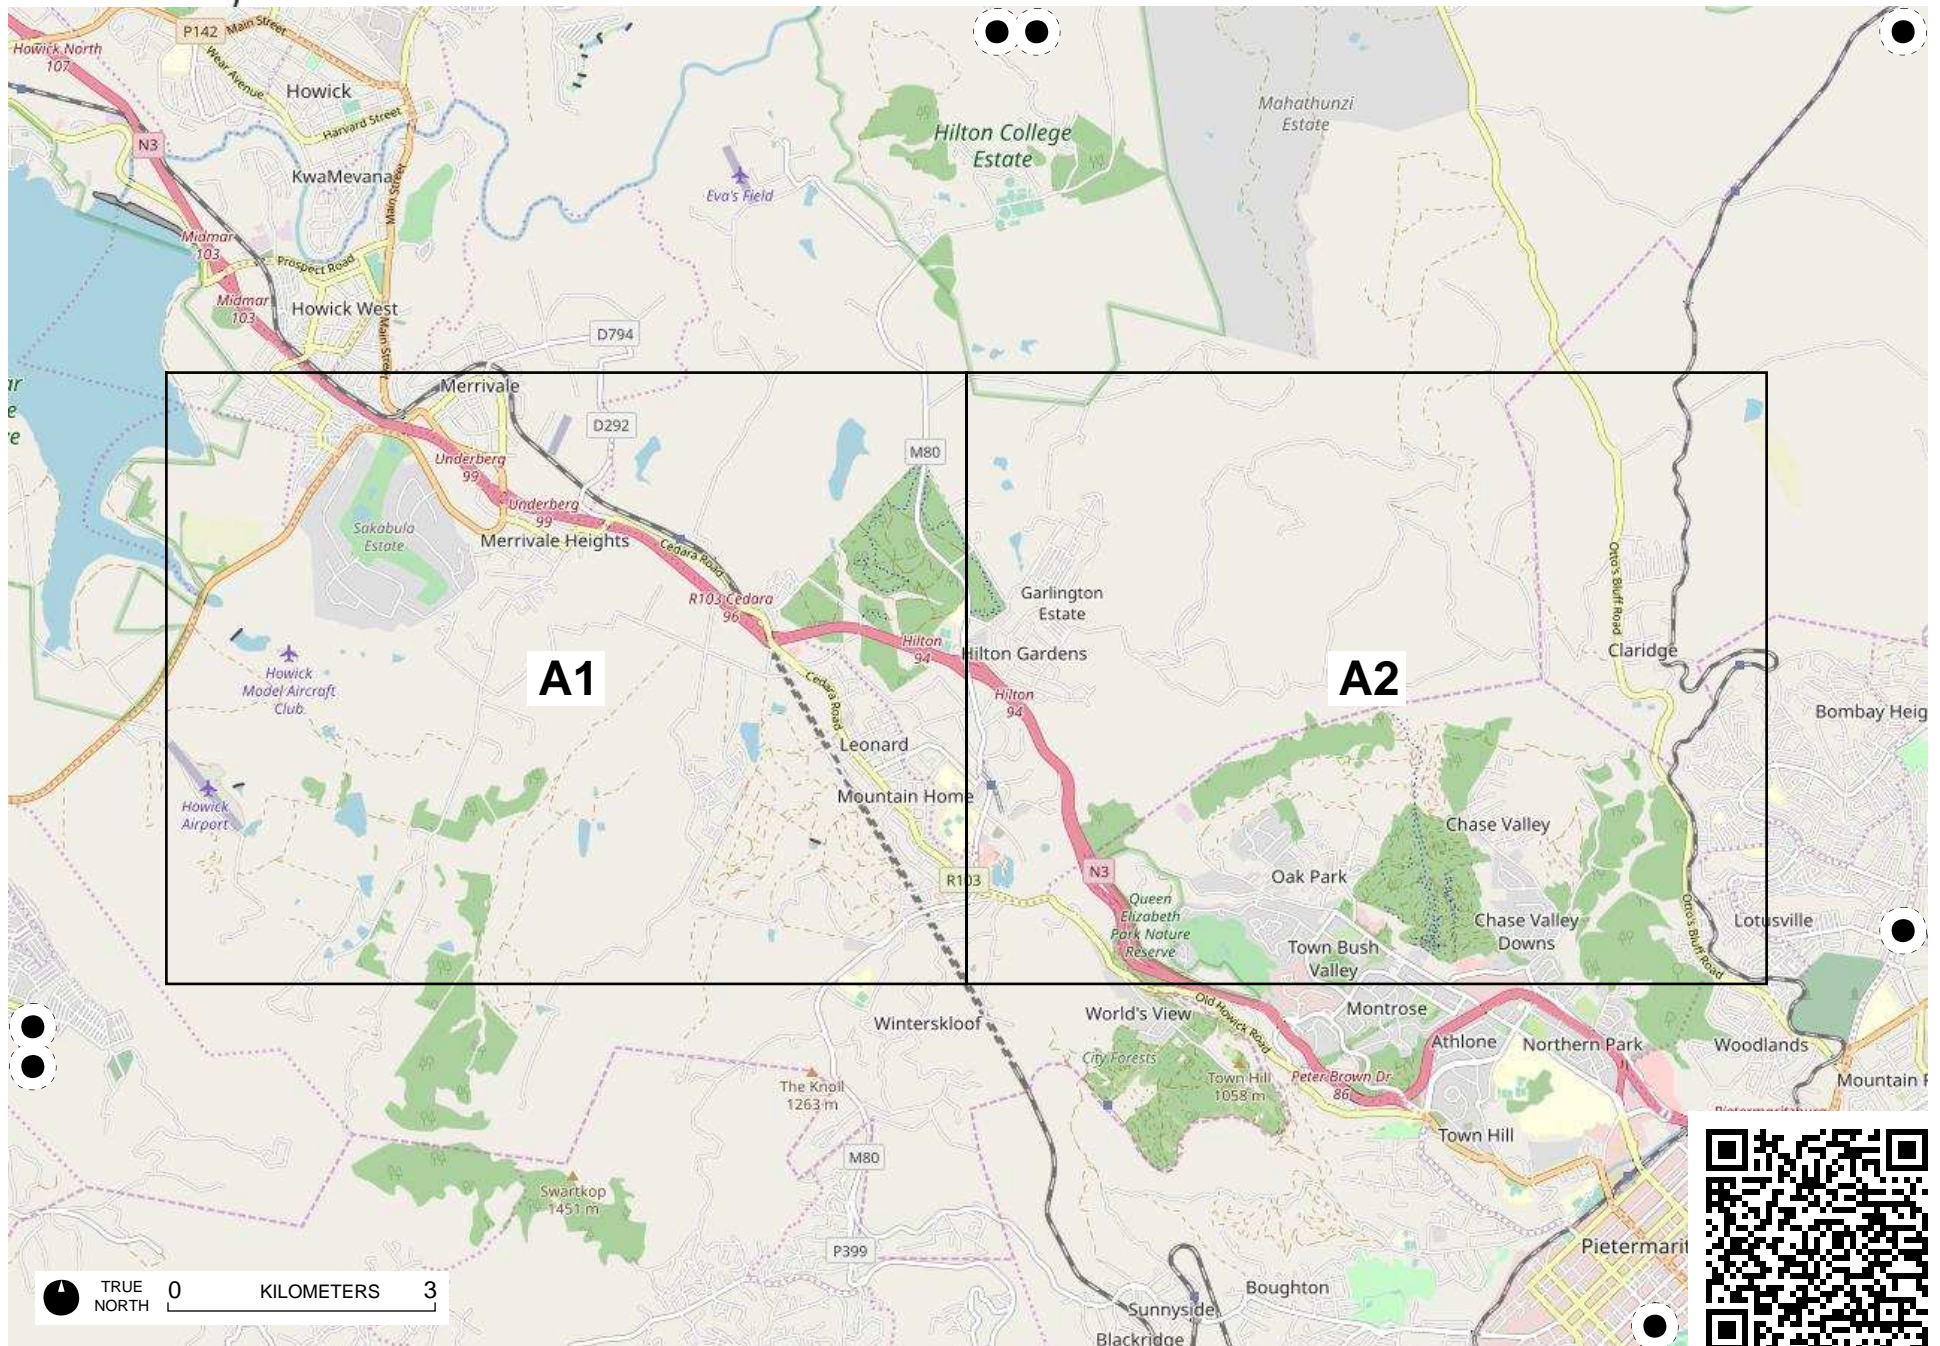 P142
Main Street
Howick North
107
Wear Avenue
Howick
Harvard Street
N3
KwaMevana
Main Street
Eva's Field
Hilton College
Estate
Mahathunzi
Estate
Midmar
103
Prospect Road
Midmar
103
Howick West
Main Street
D794
Merrivale
D292
M80
Underberg
99
Underberg
99
Sakabula
Estate
Merrivale Heights
Cedara Road
R103 Cedara
96
Hilton
94
Garlington
Estate
Hilton Gardens
Hilton
94
Otto's Bluff Road
Claridge
Howick
Model Aircraft
Club
A1
A2
Cedara Road
Leonard
Bombay Heig
Mountain Home
Howick
Airport
Chase Valley
R103
N3
Oak Park
Queen
Elizabeth
Park Nature
Reserve
Chase Valley
Downs
Town Bush
Valley
Otto's Bluff Road
Lotusville
Winterskloof
World's View
Old Howick Road
Montrose
Athlone
Northern Park
Woodlands
City Forests
Town Hill
1058 m
Peter Brown Dr
86
The Knoll
1263 m
Mountain R
Pietermaritzburg
Town Hill
M80
Swartkop
1451 m
P399
Pietermarit
Boughton
Sunnyside
Blackridge
TRUE
NORTH
0 KILOMETERS 3